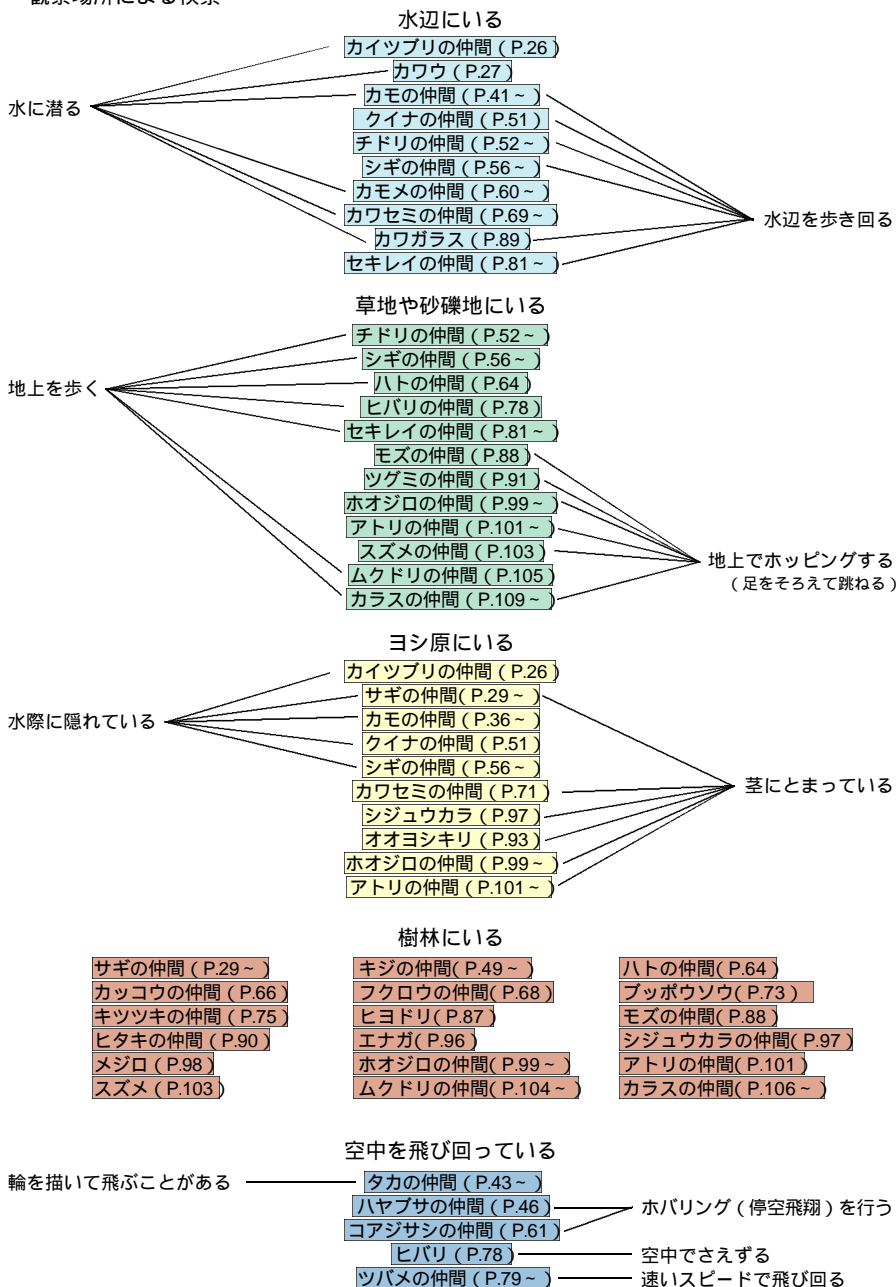 観察場所による検索
水辺にいる
カイツブリの仲間 ( P.26 )
カワウ ( P.27 )
カモの仲間 ( P.41 ~ )
クイナの仲間 ( P.51 )
チドリの仲間 ( P.52 ~ )
シギの仲間 ( P.56 ~ )
カモメの仲間 ( P.60 ~ )
カワセミの仲間 ( P.69 ~ )
カワガラス ( P.89 )
セキレイの仲間 ( P.81 ~ )
水に潜る
水辺を歩き回る
草地や砂礫地にいる
チドリの仲間 ( P.52 ~ )
シギの仲間 ( P.56 ~ )
ハトの仲間 ( P.64 )
ヒバリの仲間 ( P.78 )
セキレイの仲間 ( P.81 ~ )
モズの仲間 ( P.88 )
ツグミの仲間 ( P.91 )
ホオジロの仲間 ( P.99 ~ )
アトリの仲間 ( P.101 ~ )
スズメの仲間 ( P.103 )
ムクドリの仲間 ( P.105 )
カラスの仲間 ( P.109 ~ )
地上を歩く
地上でホッピングする
( 足をそろえて跳ねる )
ヨシ原にいる
カイツブリの仲間 ( P.26 )
サギの仲間( P.29 ~ )
カモの仲間 ( P.36 ~ )
クイナの仲間 ( P.51 )
シギの仲間 ( P.56 ~ )
カワセミの仲間 ( P.71 )
シジュウカラ ( P.97 )
オオヨシキリ ( P.93 )
ホオジロの仲間 ( P.99 ~ )
アトリの仲間 ( P.101 ~ )
水際に隠れている
茎にとまっている
樹林にいる
サギの仲間 ( P.29 ~ )
カッコウの仲間 ( P.66 )
キツツキの仲間 ( P.75 )
ヒタキの仲間 ( P.90 )
メジロ ( P.98 )
スズメ ( P.103 )
キジの仲間( P.49 ~ )
フクロウの仲間( P.68 )
ヒヨドリ( P.87 )
エナガ( P.96 )
ホオジロの仲間( P.99 ~ )
ムクドリの仲間( P.104 ~ )
ハトの仲間( P.64 )
ブッポウソウ( P.73 )
モズの仲間( P.88 )
シジュウカラの仲間( P.97 )
アトリの仲間( P.101 )
カラスの仲間( P.106 ~ )
空中を飛び回っている
タカの仲間 ( P.43 ~ )
ハヤブサの仲間 ( P.46 )
コアジサシの仲間 ( P.61 )
ヒバリ ( P.78 )
ツバメの仲間 ( P.79 ~ )
輪を描いて飛ぶことがある
ホバリング ( 停空飛翔 ) を行う
空中でさえずる
速いスピードで飛び回る